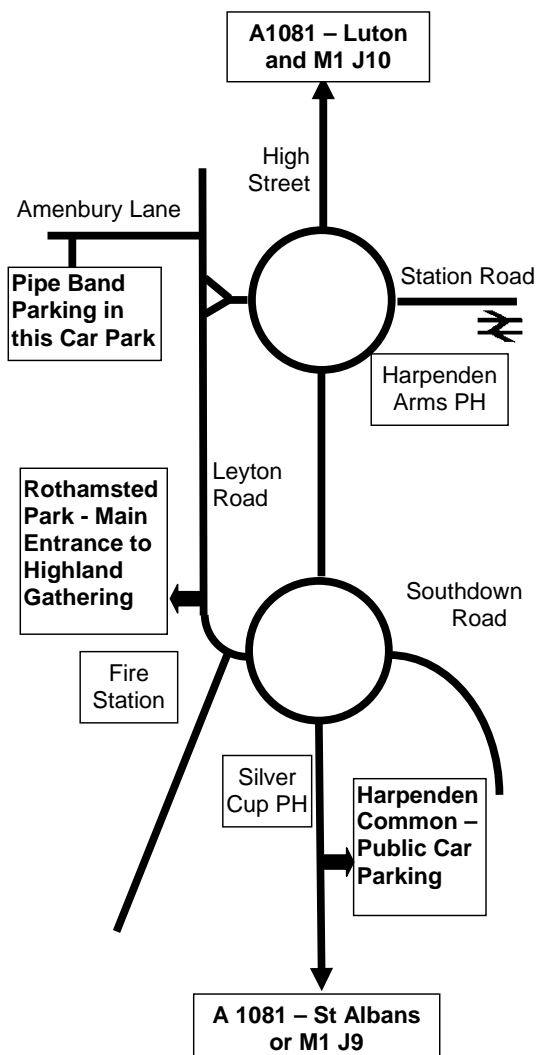 A1081 – Luton
and M1 J10
High
Street
Amenbury Lane
Station Road
Pipe Band
Parking in
this Car Park
Harpenden
Arms PH
Leyton
Road
Rothamsted
Park - Main
Entrance to
Highland
Gathering
Southdown
Road
Fire
Station
Silver
Cup PH
Harpenden
Common –
Public Car
Parking
A 1081 – St Albans
or M1 J9